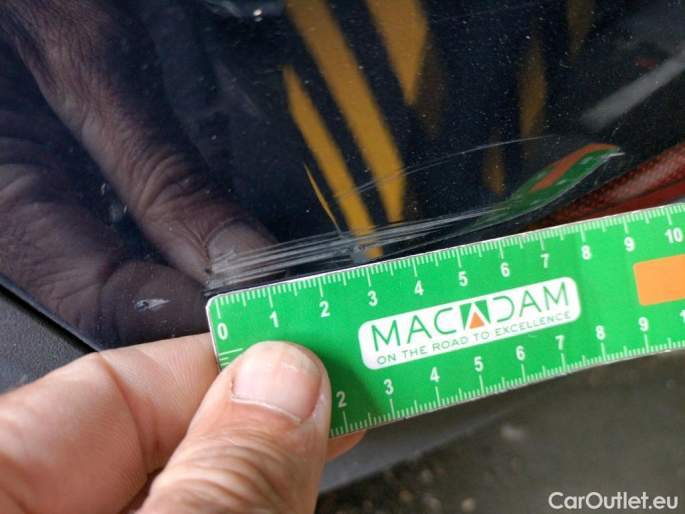 0 1 2 3 4 5 6 7 8 9 10
MACADAM
ON THE ROAD TO EXCELLENCE
2 3 4 5 6 7 8 9
CarOutlet.eu